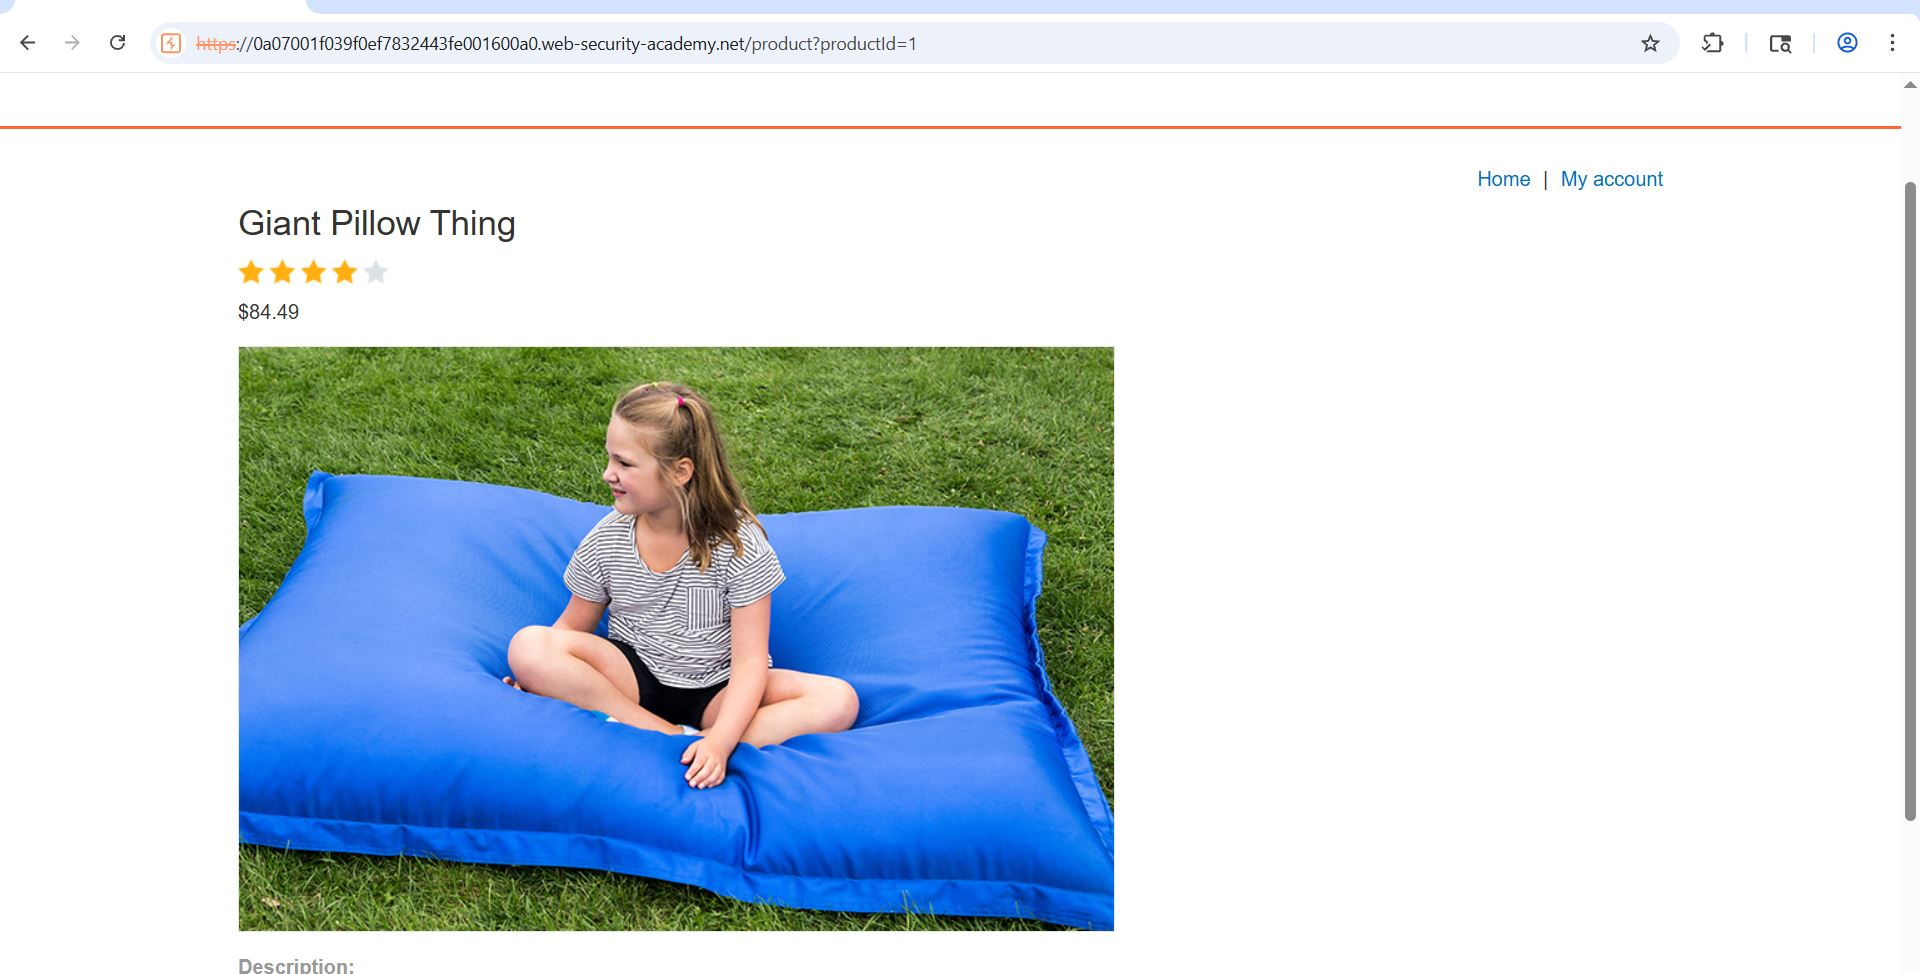 https://0a07001f039f0ef7832443fe001600a0.web-security-academy.net/product?productId=1
Home | My account
Giant Pillow Thing
$84.49
Description: